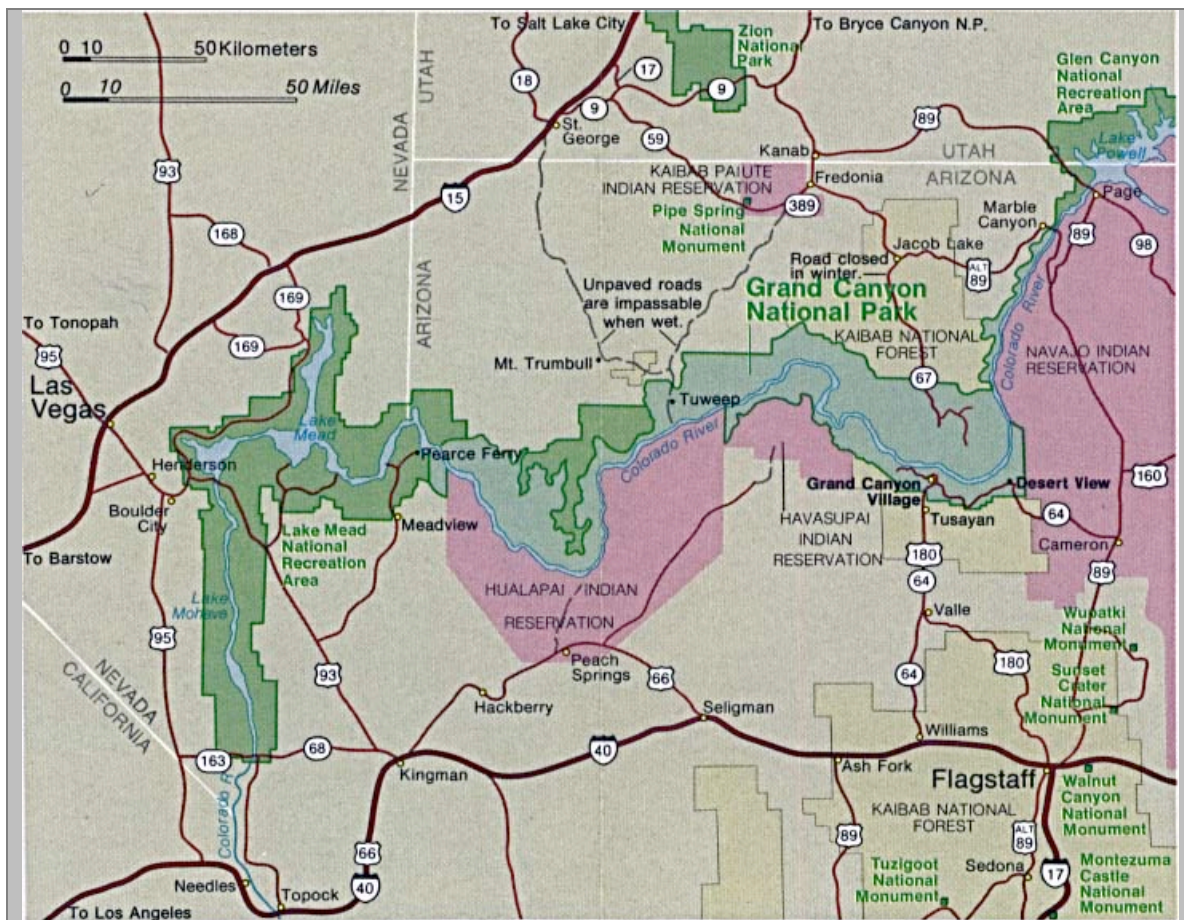 To Salt Lake City
To Bryce Canyon N.P.
0 10 50 Kilometers
0 10 50 Miles
Zion
National
Park
Glen Canyon
National
Recreation
Area
NEVADA
UTAH
17
18
9
9
St.
George
59
89
Lake
Powell
93
Kanab
UTAH
ARIZONA
KAIBAB PAIUTE
INDIAN RESERVATION
Fredonia
15
Page
389
Pipe Spring
National
Monument
Marble
Canyon
89
98
168
Jacob Lake
Road closed
in winter.
ALT
89
169
Unpaved roads
are impassable
when wet.
Grand Canyon
National Park
Colorado River
ARIZONA
To Tonopah
95
169
KAIBAB NATIONAL
FOREST
NAVAJO INDIAN
RESERVATION
Mt. Trumbull
67
Las
Vegas
Tuweep
Lake
Mead
Colorado River
Henderson
Pearce Ferry
160
Grand Canyon
Village
Desert View
Boulder
City
Meadview
Tusayan
64
Lake Mead
National
Recreation
Area
HAVASUPAI
INDIAN
RESERVATION
To Barstow
180
Cameron
64
89
HUALAPAI INDIAN
RESERVATION
Lake
Mohave
Valle
Wupatki
National
Monument
95
Peach
Springs
180
NEVADA
CALIFORNIA
93
66
64
Sunset
Crater
National
Monument
Hackberry
Seligman
Williams
163
68
40
Kingman
Ash Fork
Flagstaff
Walnut
Canyon
National
Monument
Colorado R
KAIBAB NATIONAL
FOREST
66
89
ALT
89
Needles
40
Tuzigoot
National
Monument
Sedona
17
Montezuma
Castle
National
Monument
Topock
To Los Angeles